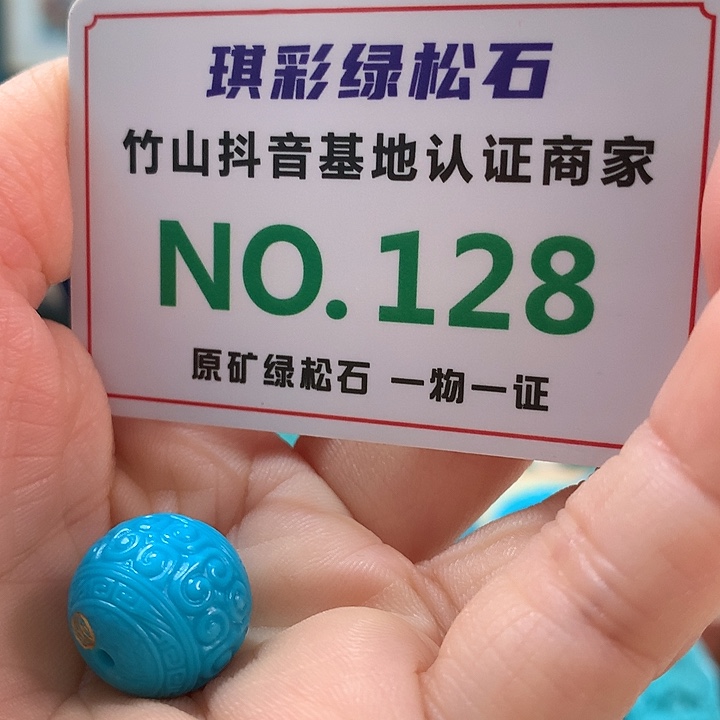 琪彩绿松石
竹山抖音基地认证商家
NO.128
原矿绿松石 一物一证